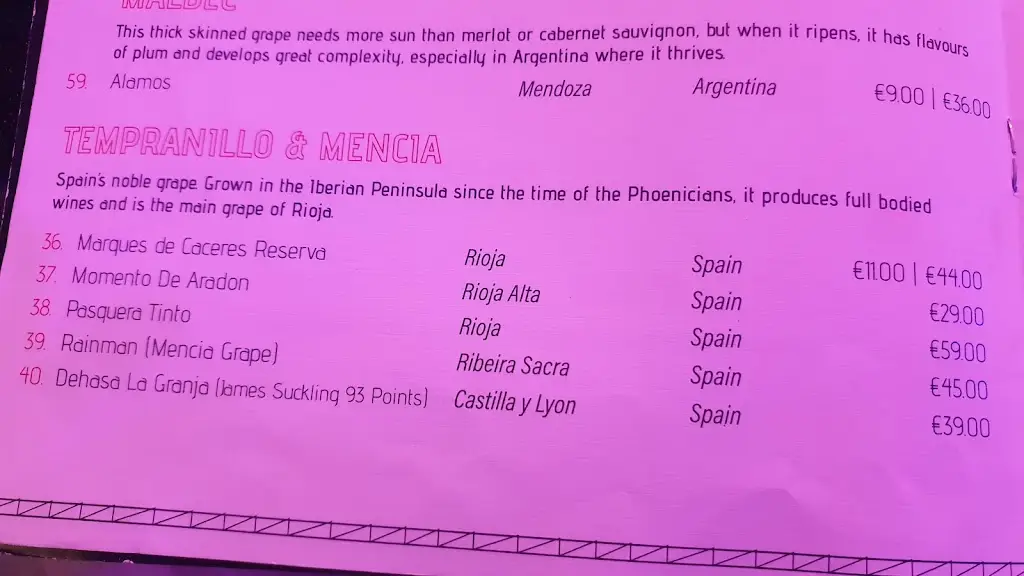 MALBEC
This thick skinned grape needs more sun than merlot or cabernet sauvignon, but when it ripens, it has flavours
of plum and develops great complexity, especially in Argentina where it thrives.
59. Alamos Mendoza Argentina €9.00 | €36.00
TEMPRANILLO & MENCIA
Spain's noble grape. Grown in the Iberian Peninsula since the time of the Phoenicians, it produces full bodied
wines and is the main grape of Rioja.
36. Marques de Caceres Reserva Rioja Spain €11.00 | €44.00
37. Momento De Aradon Rioja Alta Spain €29.00
38. Pasquera Tinto Rioja Spain €59.00
39. Rainman (Mencia Grape) Ribeira Sacra Spain €45.00
40. Dehasa La Granja (James Suckling 93 Points) Castilla y Lyon Spain €39.00